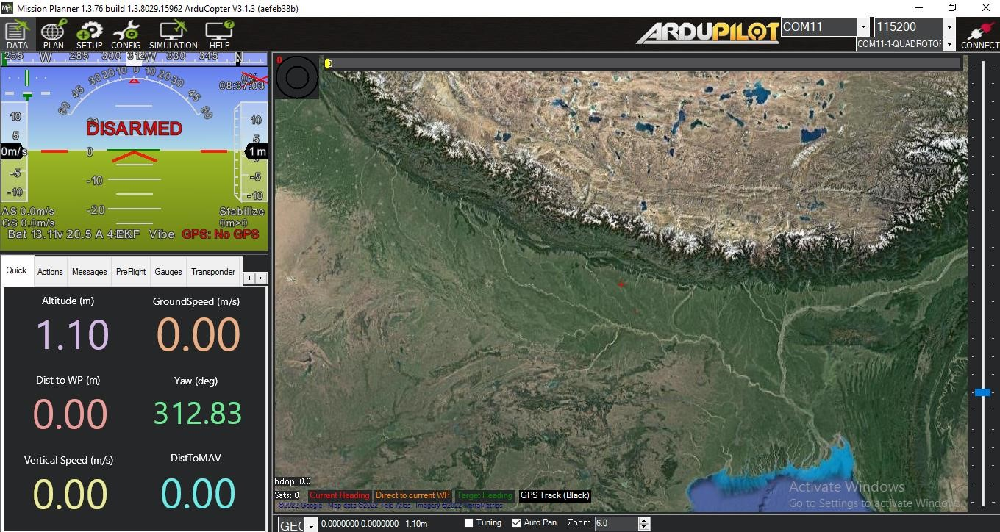 Mission Planner 1.3.76 build 1.3.8029.15962 ArduCopter V3.1.3 (aefeb38b)
DATA PLAN SETUP CONFIG SIMULATION HELP
ARDUPILOT
COM11 115200
COM11-1-QUADROTOR
CONNECT
255 W 285 300 312 W 330 345 N
60 45 30 20 10 0 10 20 30 45 60
0%
08:37:03
DISARMED
10 10 10
5 5
0m/s 0 1 m
-5 -10 -5
-10 -10
-20
AS 0.0m/s Stabilize
GS 0.0m/s 0m>0
Bat 13.11v 20.5 A EKF Vibe GPS: No GPS
Quick Actions Messages PreFlight Gauges Transponder
Altitude (m) GroundSpeed (m/s)
1.10 0.00
Dist to WP (m) Yaw (deg)
0.00 312.83
Vertical Speed (m/s) DistToMAV
0.00 0.00
0
hdop: 0.0
Sats: 0 Current Heading Direct to current WP Target Heading GPS Track (Black)
©2022 Google - Map data ©2022 Tele Atlas, Imagery ©2022 TerraMetrics
Activate Windows
Go to Settings to activate Windows.
GEO 0.0000000 0.0000000 1.10m Tuning Auto Pan Zoom 6.0